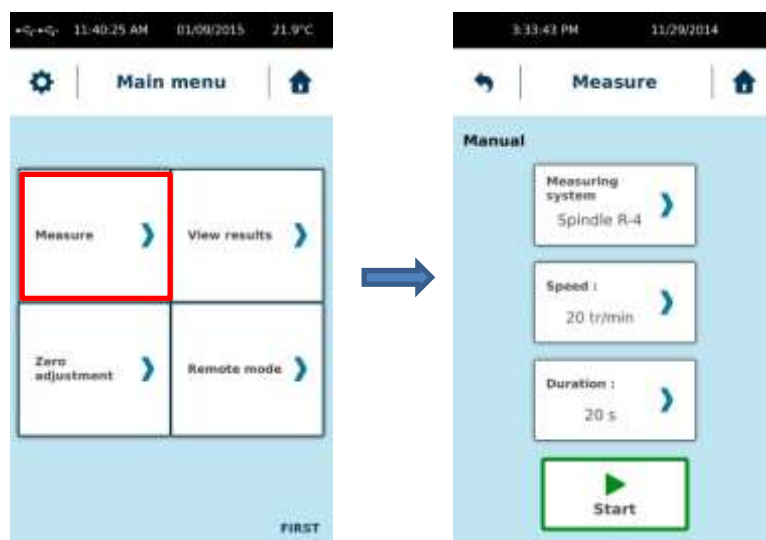 11:40:25 AM 01/09/2015 21.9°C
Main menu
Measure
View results
Zero
adjustment
Remote mode
FIRST
3:33:43 PM 11/29/2014
Measure
Manual
Measuring
system
Spindle R-4
Speed :
20 tr/min
Duration :
20 s
Start